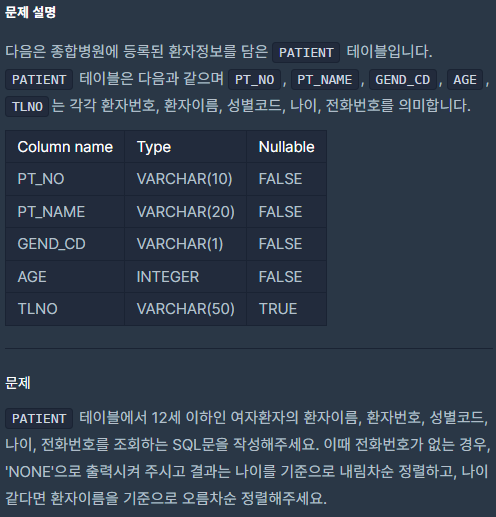 문제 설명
다음은 종합병원에 등록된 환자정보를 담은 PATIENT 테이블입니다.
PATIENT 테이블은 다음과 같으며 PT_NO, PT_NAME, GEND_CD, AGE,
TLNO는 각각 환자번호, 환자이름, 성별코드, 나이, 전화번호를 의미합니다.
Column name Type Nullable
PT_NO VARCHAR(10) FALSE
PT_NAME VARCHAR(20) FALSE
GEND_CD VARCHAR(1) FALSE
AGE INTEGER FALSE
TLNO VARCHAR(50) TRUE
문제
PATIENT 테이블에서 12세 이하인 여자환자의 환자이름, 환자번호, 성별코드,
나이, 전화번호를 조회하는 SQL문을 작성해주세요. 이때 전화번호가 없는 경우,
'NONE'으로 출력시켜 주시고 결과는 나이를 기준으로 내림차순 정렬하고, 나이
같다면 환자이름을 기준으로 오름차순 정렬해주세요.